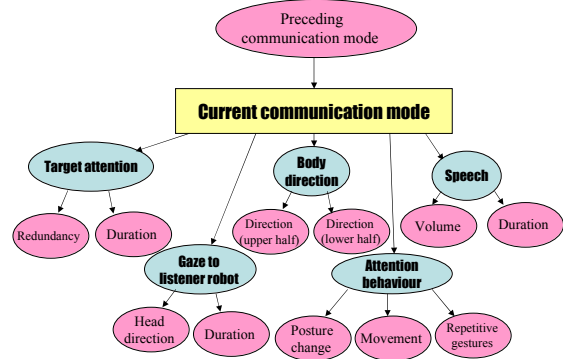 Preceding
communication mode
Current communication mode
Target attention
Body
direction
Speech
Redundancy
Duration
Direction
(upper half)
Direction
(lower half)
Volume
Duration
Gaze to
listener robot
Attention
behaviour
Head
direction
Duration
Posture
change
Movement
Repetitive
gestures